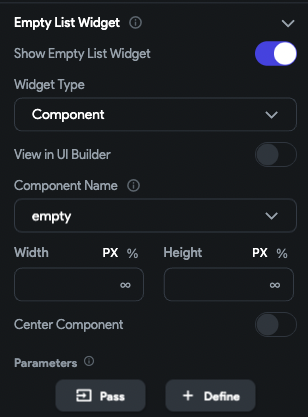 Empty List Widget
Show Empty List Widget
Widget Type
Component
View in UI Builder
Component Name
empty
Width PX % Height PX %
∞ ∞
Center Component
Parameters
Pass + Define